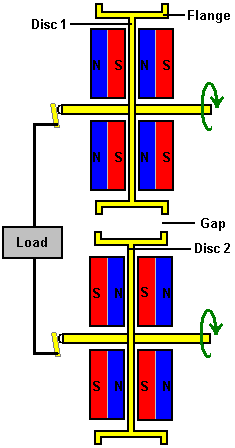 Flange
Disc 1
N S N S
N S N S
Gap
Load
Disc 2
S N S N
S N S N